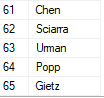 61 Chen
62 Sciarra
63 Urman
64 Popp
65 Gietz